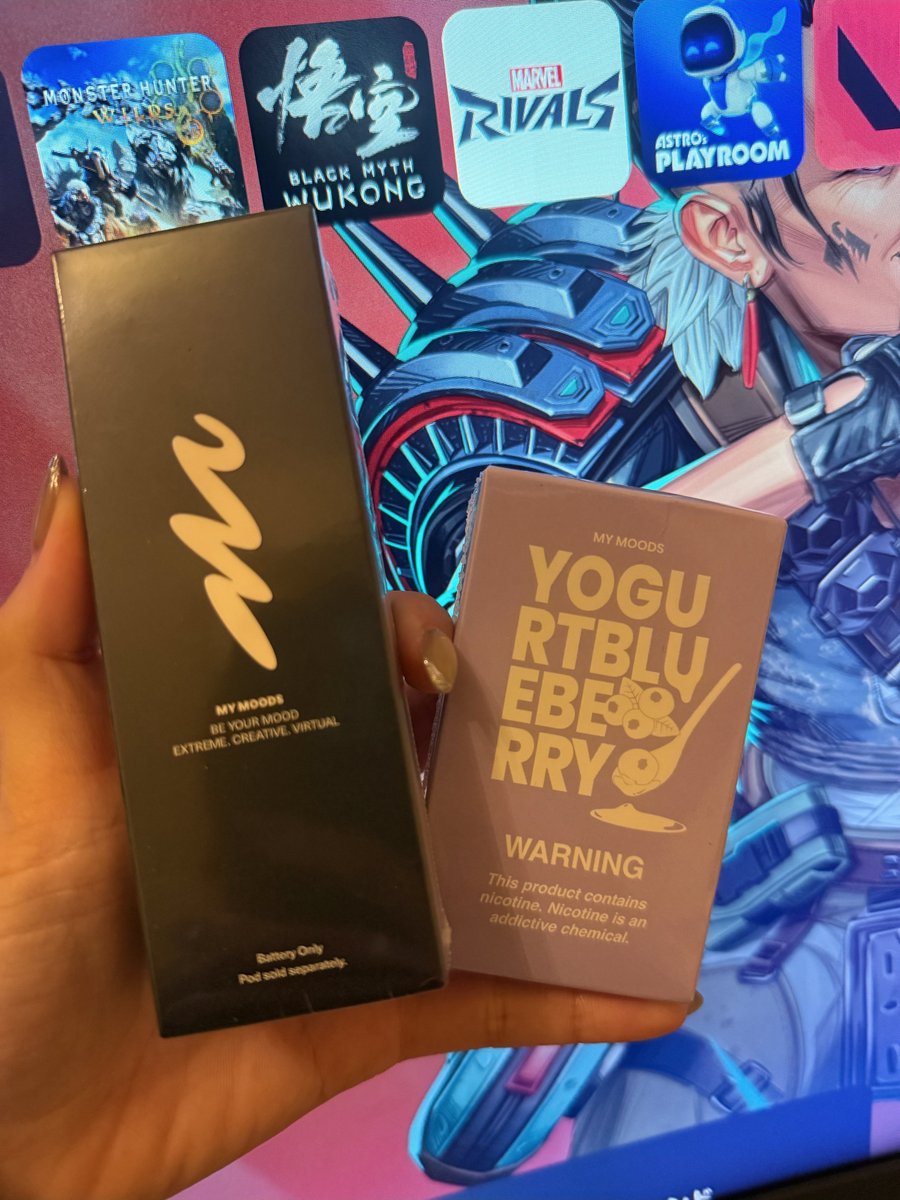 MONSTER HUNTER
WILDS
悟空
BLACK MYTH
WUKONG
MARVEL
RIVALS
ASTRO's
PLAYROOM
MY MOODS
BE YOUR MOOD
EXTREME. CREATIVE. VIRTUAL
Battery Only
Pod sold separately.
MY MOODS
YOGU
RTBLU
EBE
RRY
WARNING
This product contains
nicotine. Nicotine is an
addictive chemical.